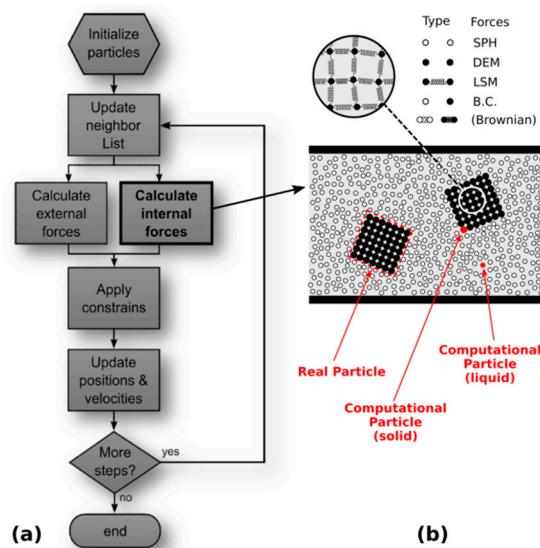 Initialize
particles
Update
neighbor
List
Calculate
external
forces
Calculate
internal
forces
Apply
constrains
Update
positions &
velocities
More
steps?
yes
no
end
(a)
Type Forces
SPH
DEM
LSM
B.C.
(Brownian)
Real Particle
Computational
Particle
(solid)
Computational
Particle
(liquid)
(b)